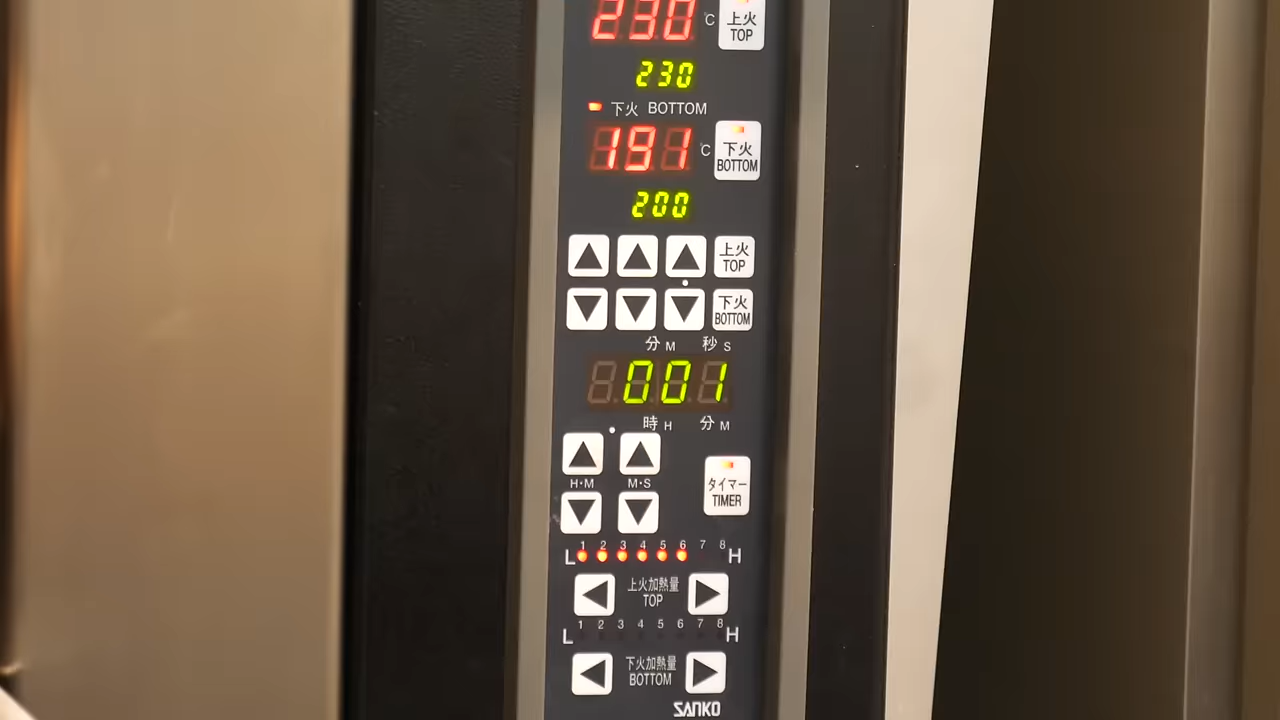 230 °C 上火 TOP
230
下火 BOTTOM
191 °C 下火 BOTTOM
200
上火 TOP
下火 BOTTOM
分 M 秒 S
001
時 H 分 M
H・M M・S
タイマー TIMER
1 2 3 4 5 6 7 8
L H
上火加熱量
TOP
1 2 3 4 5 6 7 8
L H
下火加熱量
BOTTOM
SANKO